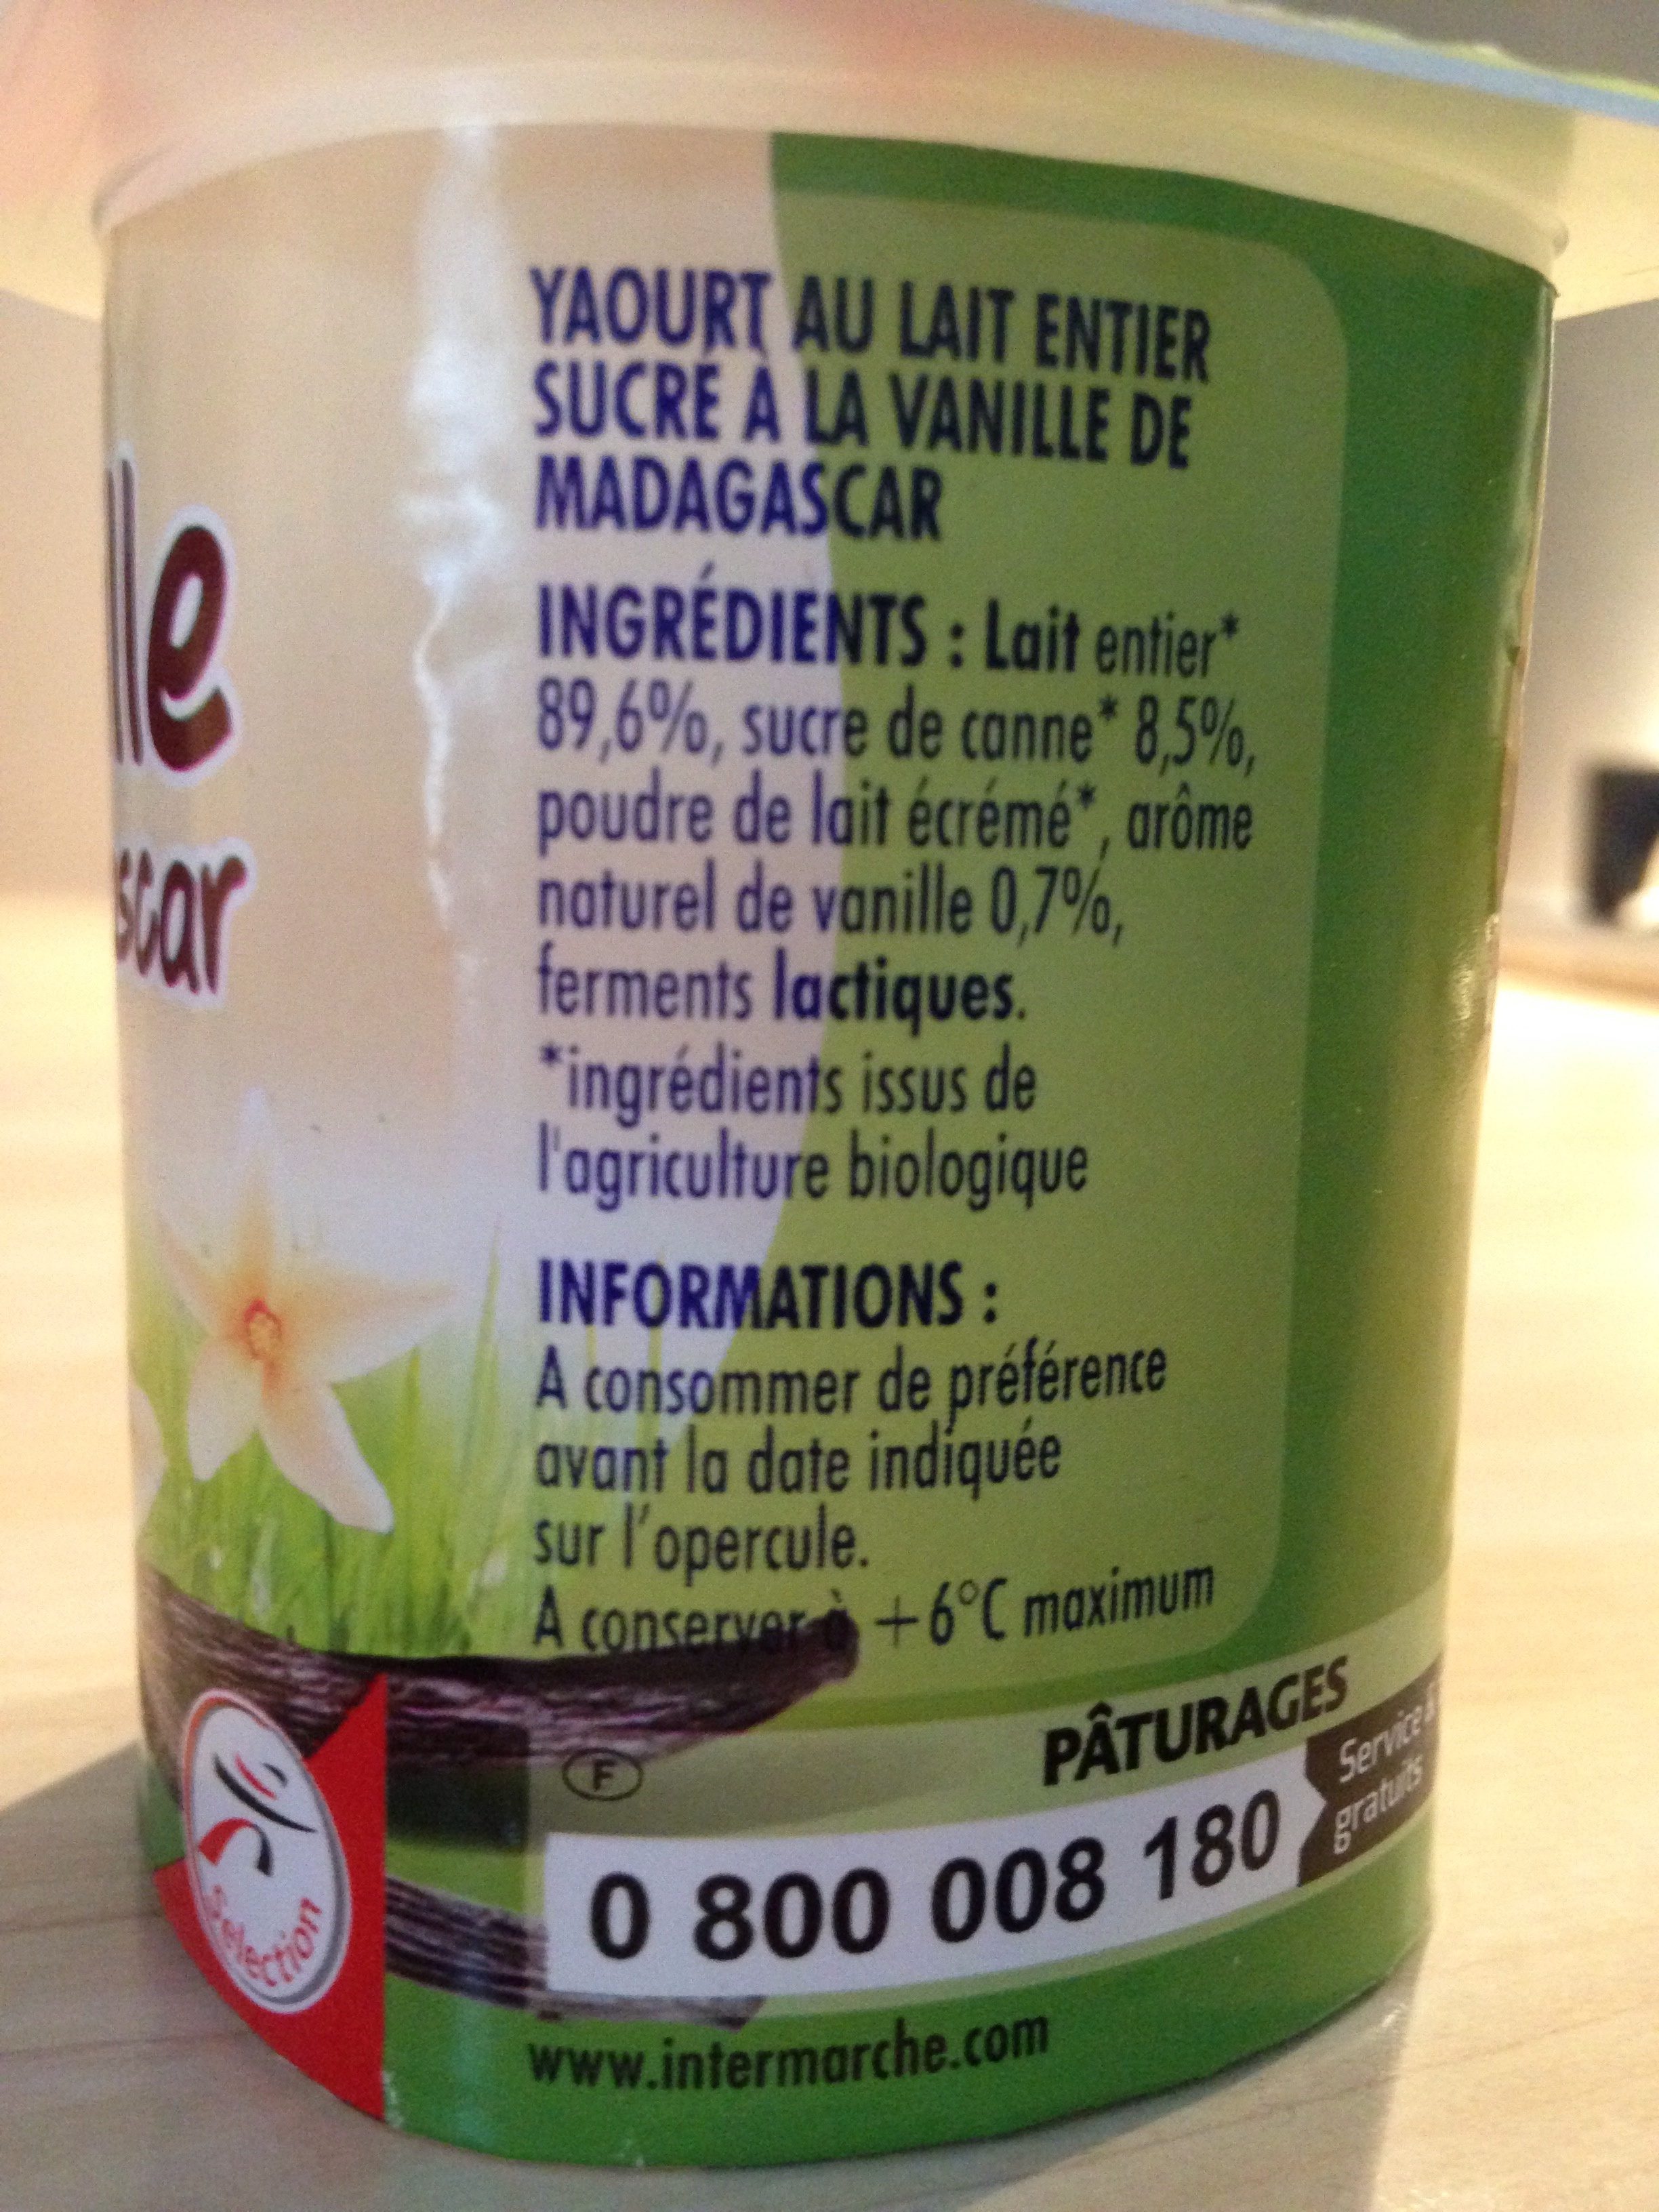 lle
scar
YAOURT AU LAIT ENTIER
SUCRÉ À LA VANILLE DE
MADAGASCAR
INGRÉDIENTS : Lait entier*
89,6%, sucre de canne* 8,5%,
poudre de lait écrémé*, arôme
naturel de vanille 0,7%,
ferments lactiques.
*ingrédients issus de
l'agriculture biologique
INFORMATIONS :
A consommer de préférence
avant la date indiquée
sur l'opercule.
A conserver à +6°C maximum
Sélection
F
PÂTURAGES
0 800 008 180
Service &
gratuits
www.intermarche.com